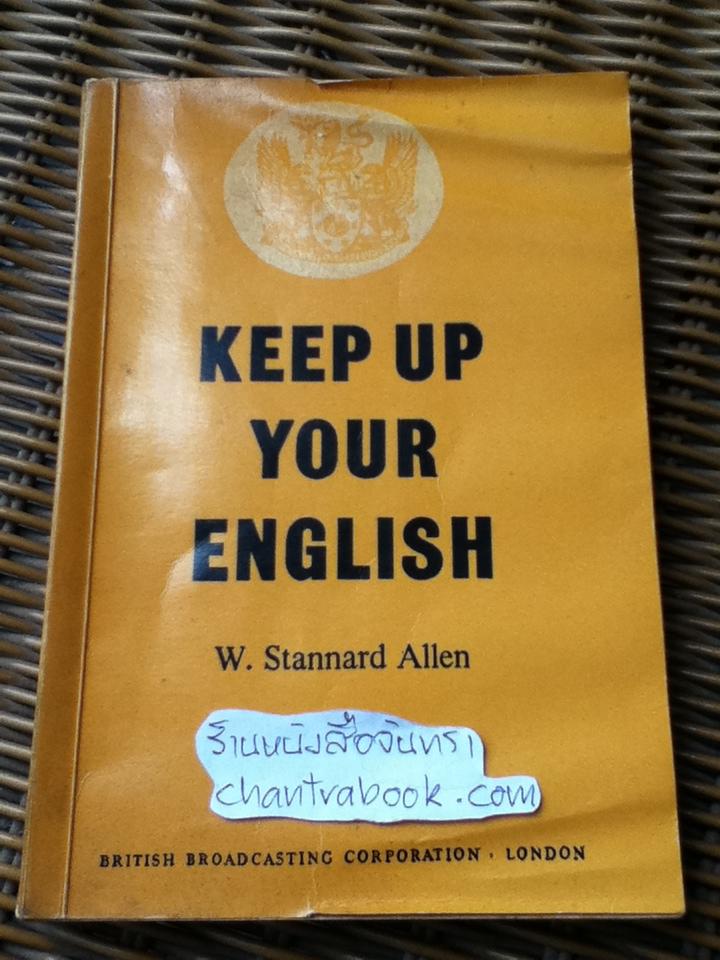 KEEP UP
YOUR
ENGLISH
W. Stannard Allen
ร้านหนังสือจันทรา
chantrabook.com
BRITISH BROADCASTING CORPORATION · LONDON